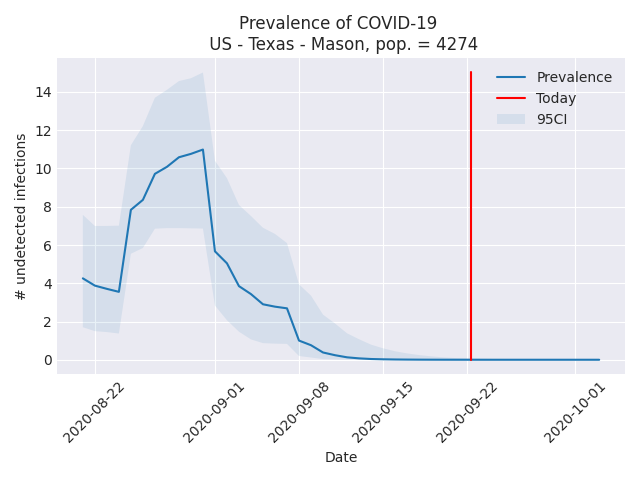 Prevalence of COVID-19
US - Texas - Mason, pop. = 4274
Prevalence
Today
95CI
14
12
10
8
6
4
2
0
# undetected infections
2020-08-22
2020-09-01
2020-09-08
2020-09-15
2020-09-22
2020-10-01
Date